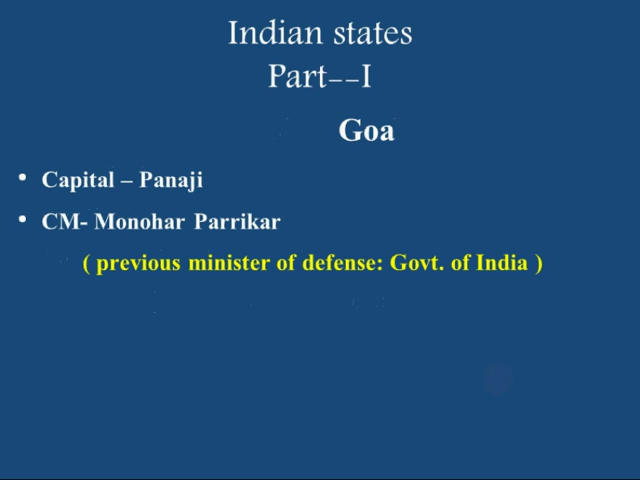 Indian states
Part--I
Goa
• Capital – Panaji
• CM- Monohar Parrikar
( previous minister of defense: Govt. of India )